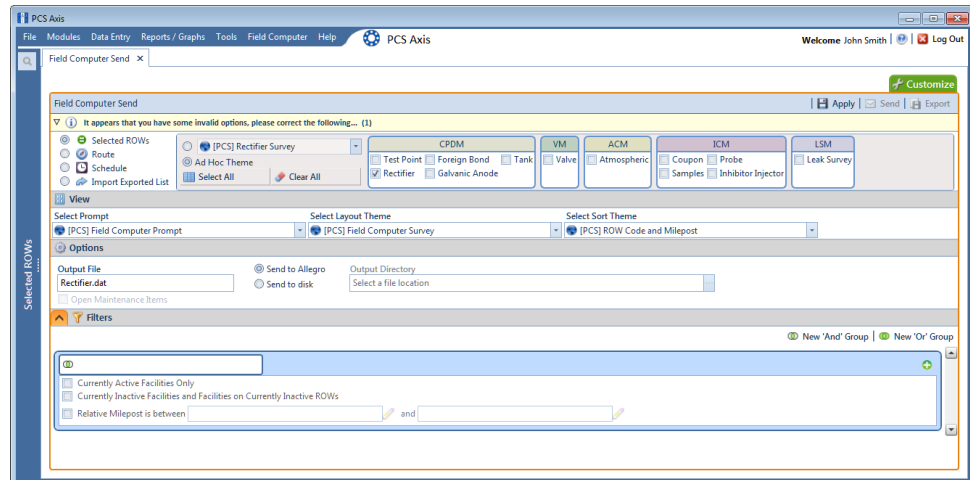 PCS Axis
File Modules Data Entry Reports / Graphs Tools Field Computer Help PCS Axis Welcome John Smith | Log Out
Field Computer Send x
Customize
Field Computer Send | Apply | Send | Export
It appears that you have some invalid options, please correct the following... (1)
Selected ROWs
Route
Schedule
Import Exported List
[PCS] Rectifier Survey
Ad Hoc Theme
Select All Clear All
CPDM
Test Point Foreign Bond Tank
Rectifier Galvanic Anode
VM
Valve
ACM
Atmospheric
ICM
Coupon Probe
Samples Inhibitor Injector
LSM
Leak Survey
View
Select Prompt Select Layout Theme Select Sort Theme
[PCS] Field Computer Prompt [PCS] Field Computer Survey [PCS] ROW Code and Milepost
Options
Output File Send to Allegro Output Directory
Rectifier.dat Send to disk Select a file location
Open Maintenance Items
Filters
New 'And' Group | New 'Or' Group
Currently Active Facilities Only
Currently Inactive Facilities and Facilities on Currently Inactive ROWs
Relative Milepost is between and
Selected ROWs